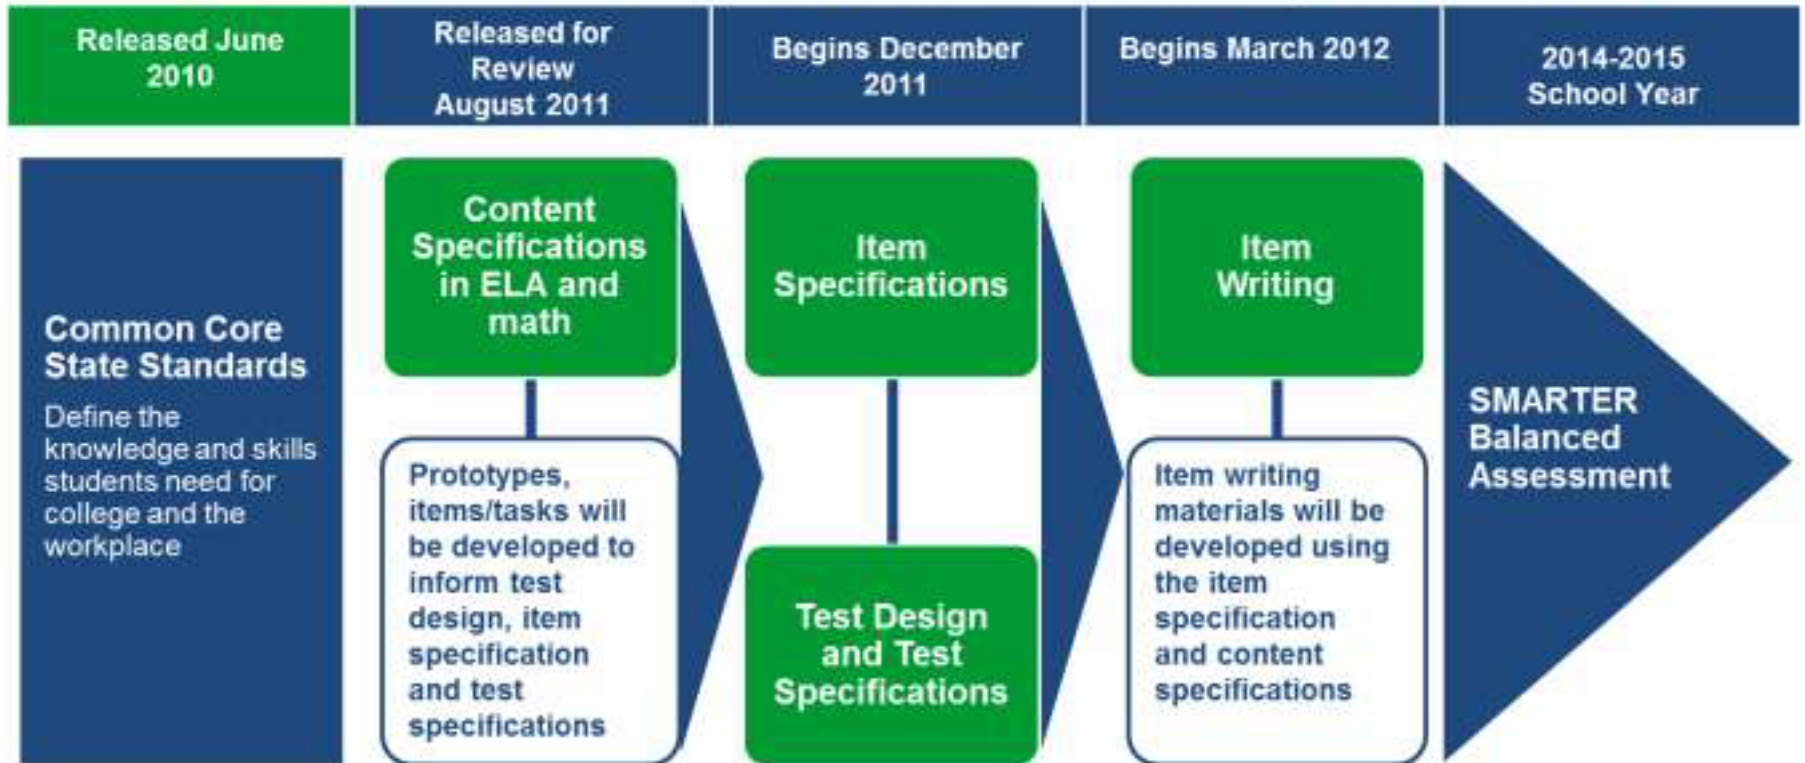 Released June
2010
Released for
Review
August 2011
Begins December
2011
Begins March 2012
2014-2015
School Year
Common Core
State Standards
Define the
knowledge and skills
students need for
college and the
workplace
Content
Specifications
in ELA and
math
Prototypes,
items/tasks will
be developed to
inform test
design, item
specification
and test
specifications
Item
Specifications
Test Design
and Test
Specifications
Item
Writing
Item writing
materials will be
developed using
the item
specification
and content
specifications
SMARTER
Balanced
Assessment